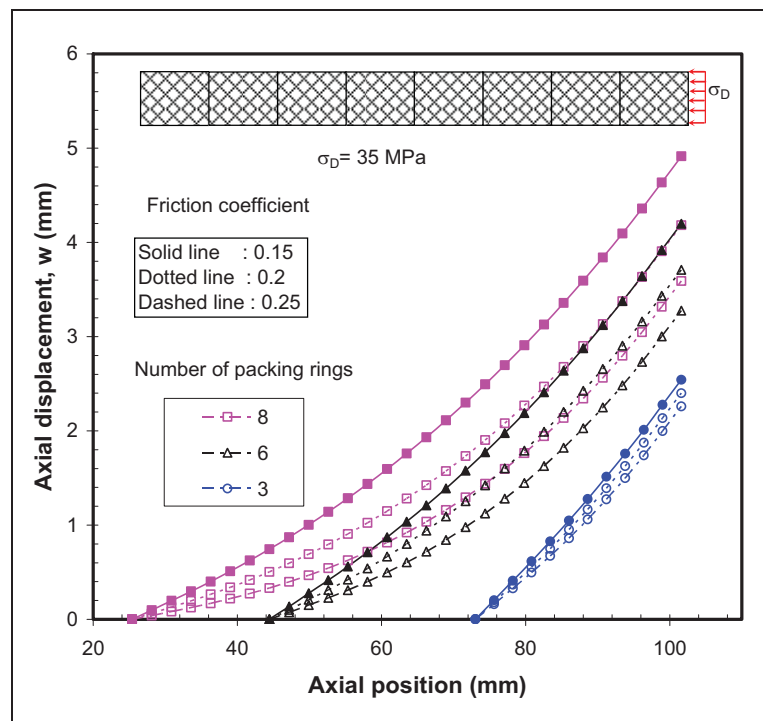 6
5
4
3
2
1
0
Axial displacement, w (mm)
σD
σD= 35 MPa
Friction coefficient
Solid line : 0.15
Dotted line : 0.2
Dashed line : 0.25
Number of packing rings
8
6
3
20 40 60 80 100
Axial position (mm)